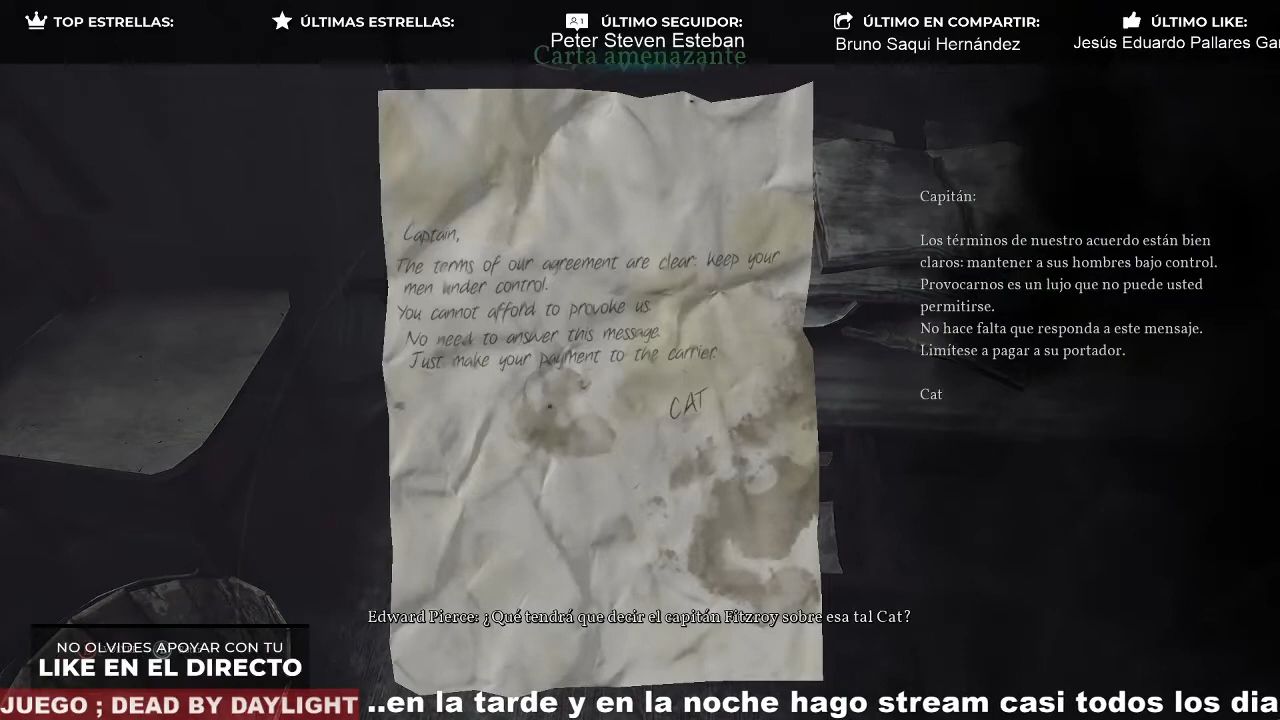 TOP ESTRELLAS:
ÚLTIMAS ESTRELLAS:
1
ÚLTIMO SEGUIDOR:
Peter Steven Esteban
ÚLTIMO EN COMPARTIR:
Bruno Saqui Hernández
ÚLTIMO LIKE:
Jesús Eduardo Pallares Gar
Carta amenazante
Captain,
The terms of our agreement are clear: keep your
men under control.
You cannot afford to provoke us.
No need to answer this message.
Just make your payment to the carrier.
CAT
Capitán:
Los términos de nuestro acuerdo están bien
claros: mantener a sus hombres bajo control.
Provocarnos es un lujo que no puede usted
permitirse.
No hace falta que responda a este mensaje.
Limítese a pagar a su portador.
Cat
Edward Pierce: ¿Qué tendrá que decir el capitán Fitzroy sobre esa tal Cat?
NO OLVIDES APOYAR CON TU
LIKE EN EL DIRECTO
JUEGO ; DEAD BY DAYLIGHT
..en la tarde y en la noche hago stream casi todos los dia